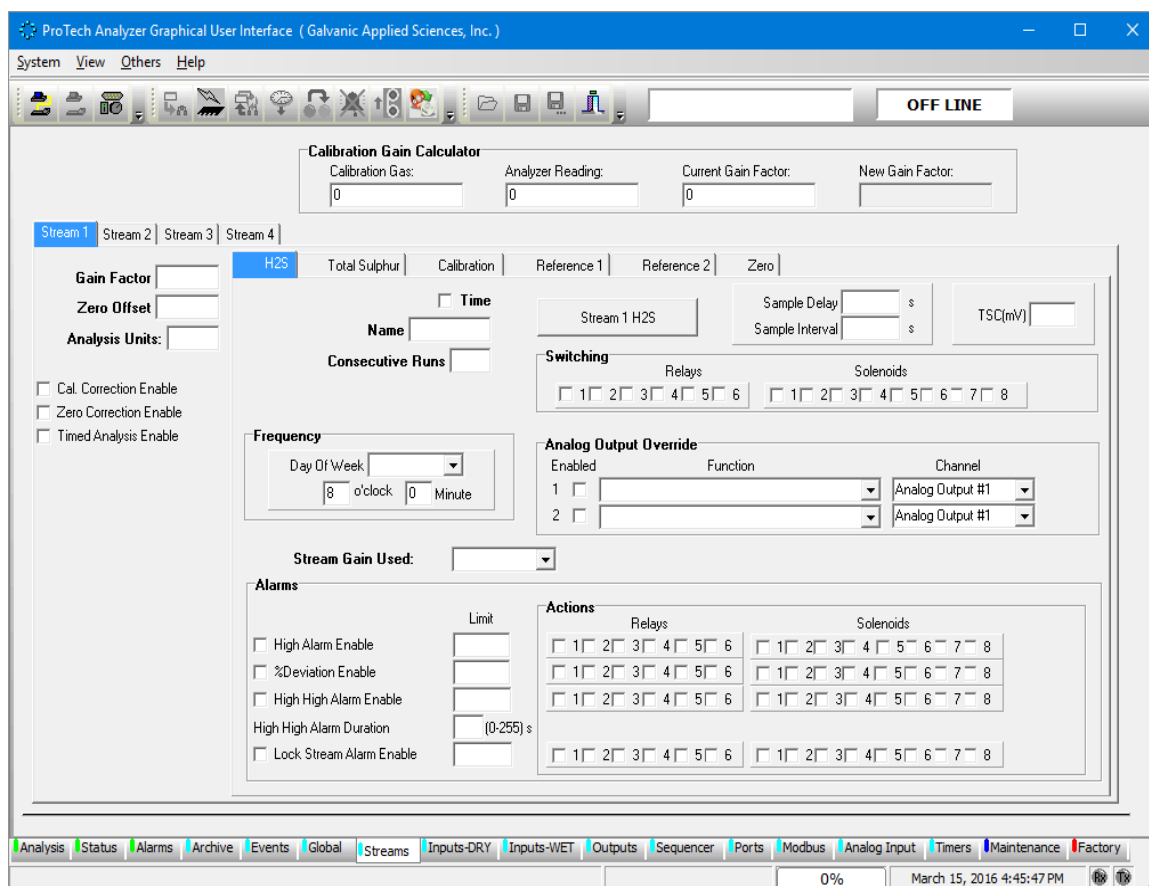 ProTech Analyzer Graphical User Interface ( Galvanic Applied Sciences, Inc. )
System View Others Help
OFF LINE
Calibration Gain Calculator
Calibration Gas: Analyzer Reading: Current Gain Factor: New Gain Factor:
0 0 0
Stream 1 Stream 2 Stream 3 Stream 4
H2S Total Sulphur Calibration Reference 1 Reference 2 Zero
Gain Factor
Zero Offset
Analysis Units:
Cal. Correction Enable
Zero Correction Enable
Timed Analysis Enable
Time
Name
Consecutive Runs
Stream 1 H2S
Sample Delay s
Sample Interval s
TSC(mV)
Switching
Relays Solenoids
1 2 3 4 5 6 1 2 3 4 5 6 7 8
Frequency
Day Of Week
8 o'clock 0 Minute
Analog Output Override
Enabled Function Channel
1 Analog Output #1
2 Analog Output #1
Stream Gain Used:
Alarms
Limit
Actions
Relays Solenoids
High Alarm Enable 1 2 3 4 5 6 1 2 3 4 5 6 7 8
%Deviation Enable 1 2 3 4 5 6 1 2 3 4 5 6 7 8
High High Alarm Enable 1 2 3 4 5 6 1 2 3 4 5 6 7 8
High High Alarm Duration (0-255) s
Lock Stream Alarm Enable 1 2 3 4 5 6 1 2 3 4 5 6 7 8
Analysis Status Alarms Archive Events Global Streams Inputs-DRY Inputs-WET Outputs Sequencer Ports Modbus Analog Input Timers Maintenance Factory
0% March 15, 2016 4:45:47 PM Rx Tx